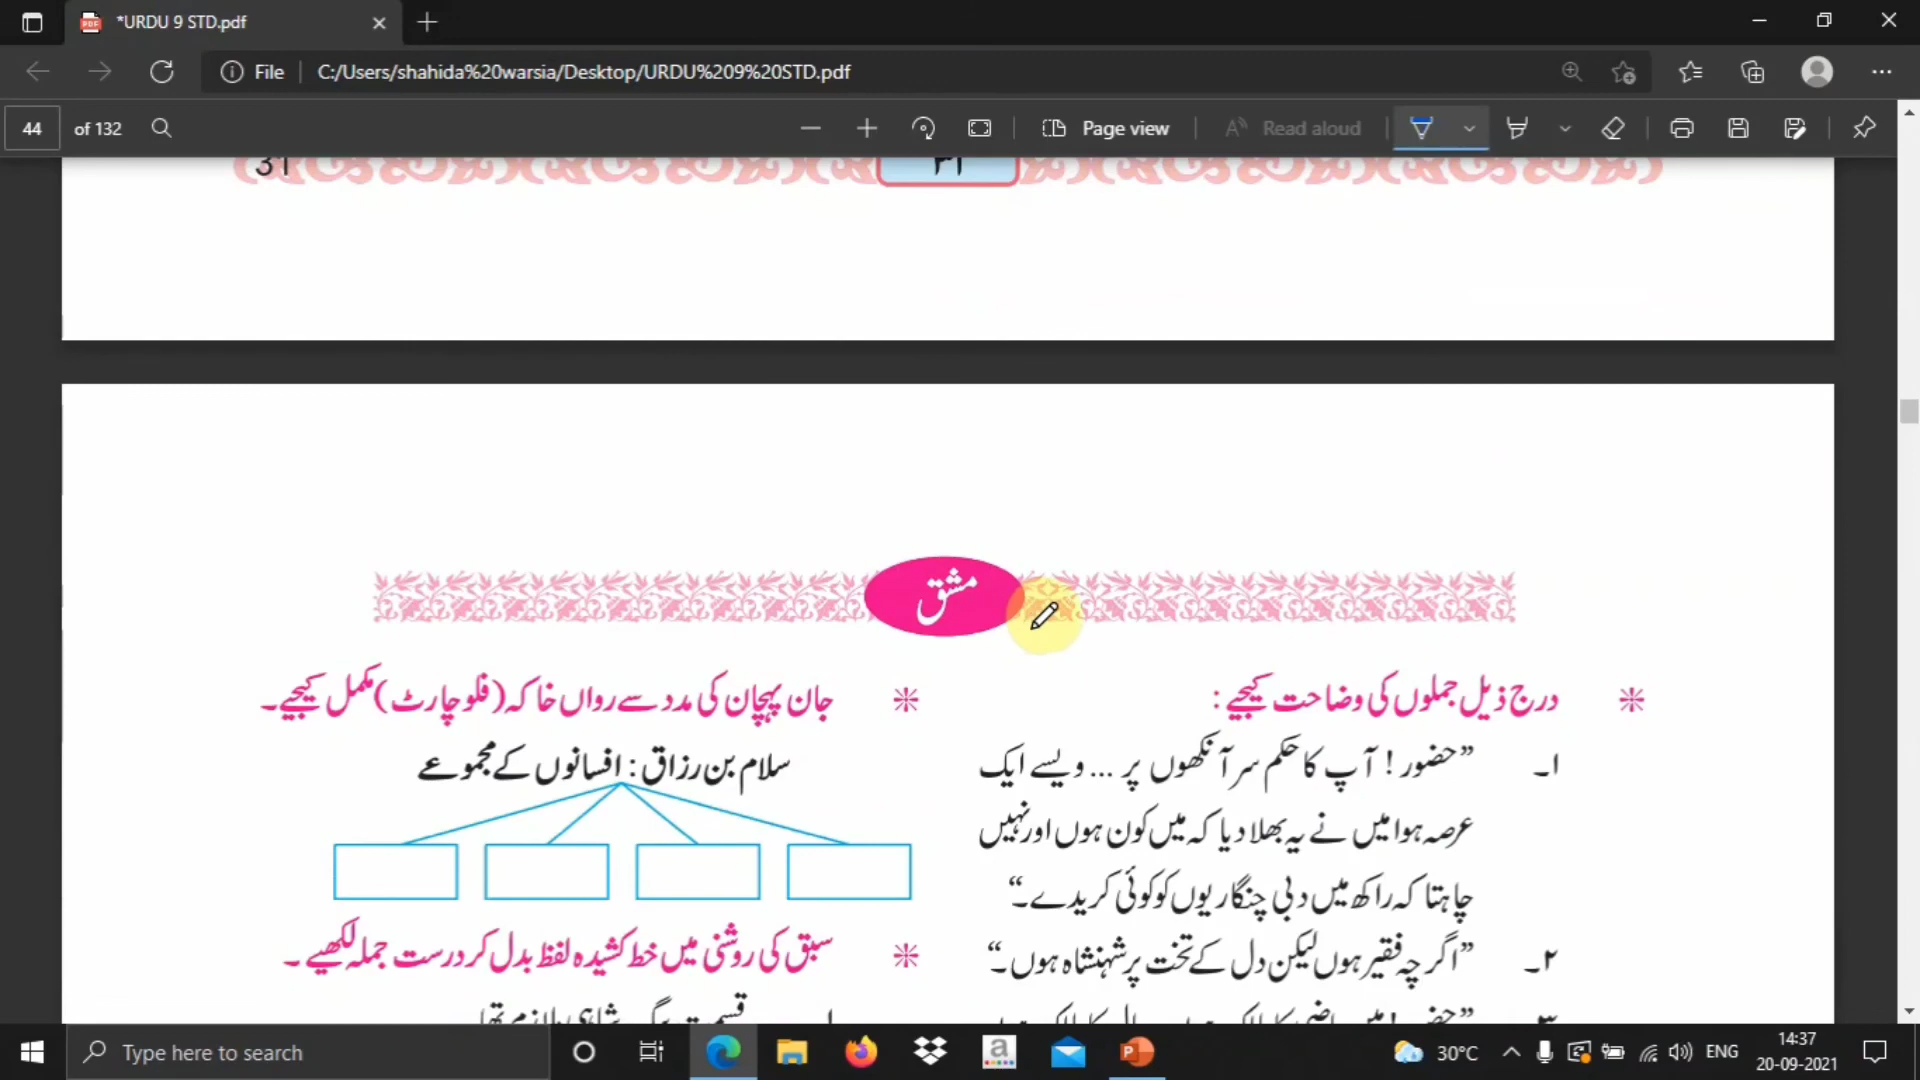 *URDU 9 STD.pdf
File
C:/Users/shahida%20warsia/Desktop/URDU%209%20STD.pdf
44 of 132
Page view
Read aloud
31
۳۱
مشق
درج ذیل جملوں کی وضاحت کیجیے :
۱۔ ”حضور! آپ کا حکم سر آنکھوں پر ... ویسے ایک
عرصہ ہوا میں نے یہ بھلا دیا کہ میں کون ہوں اور نہیں
چاہتا کہ راکھ میں دبی چنگاریوں کو کوئی کریدے۔“
۲۔ ”اگرچہ فقیر ہوں لیکن دل کے تخت پر شہنشاہ ہوں۔“
۳۔
جان پہچان کی مدد سے رواں خاکہ (فلو چارٹ) مکمل کیجیے۔
سلام بن رزاق : افسانوں کے مجموعے
سبق کی روشنی میں خط کشیدہ لفظ بدل کر درست جملہ لکھیے۔
Type here to search
30°C
ENG
14:37
20-09-2021